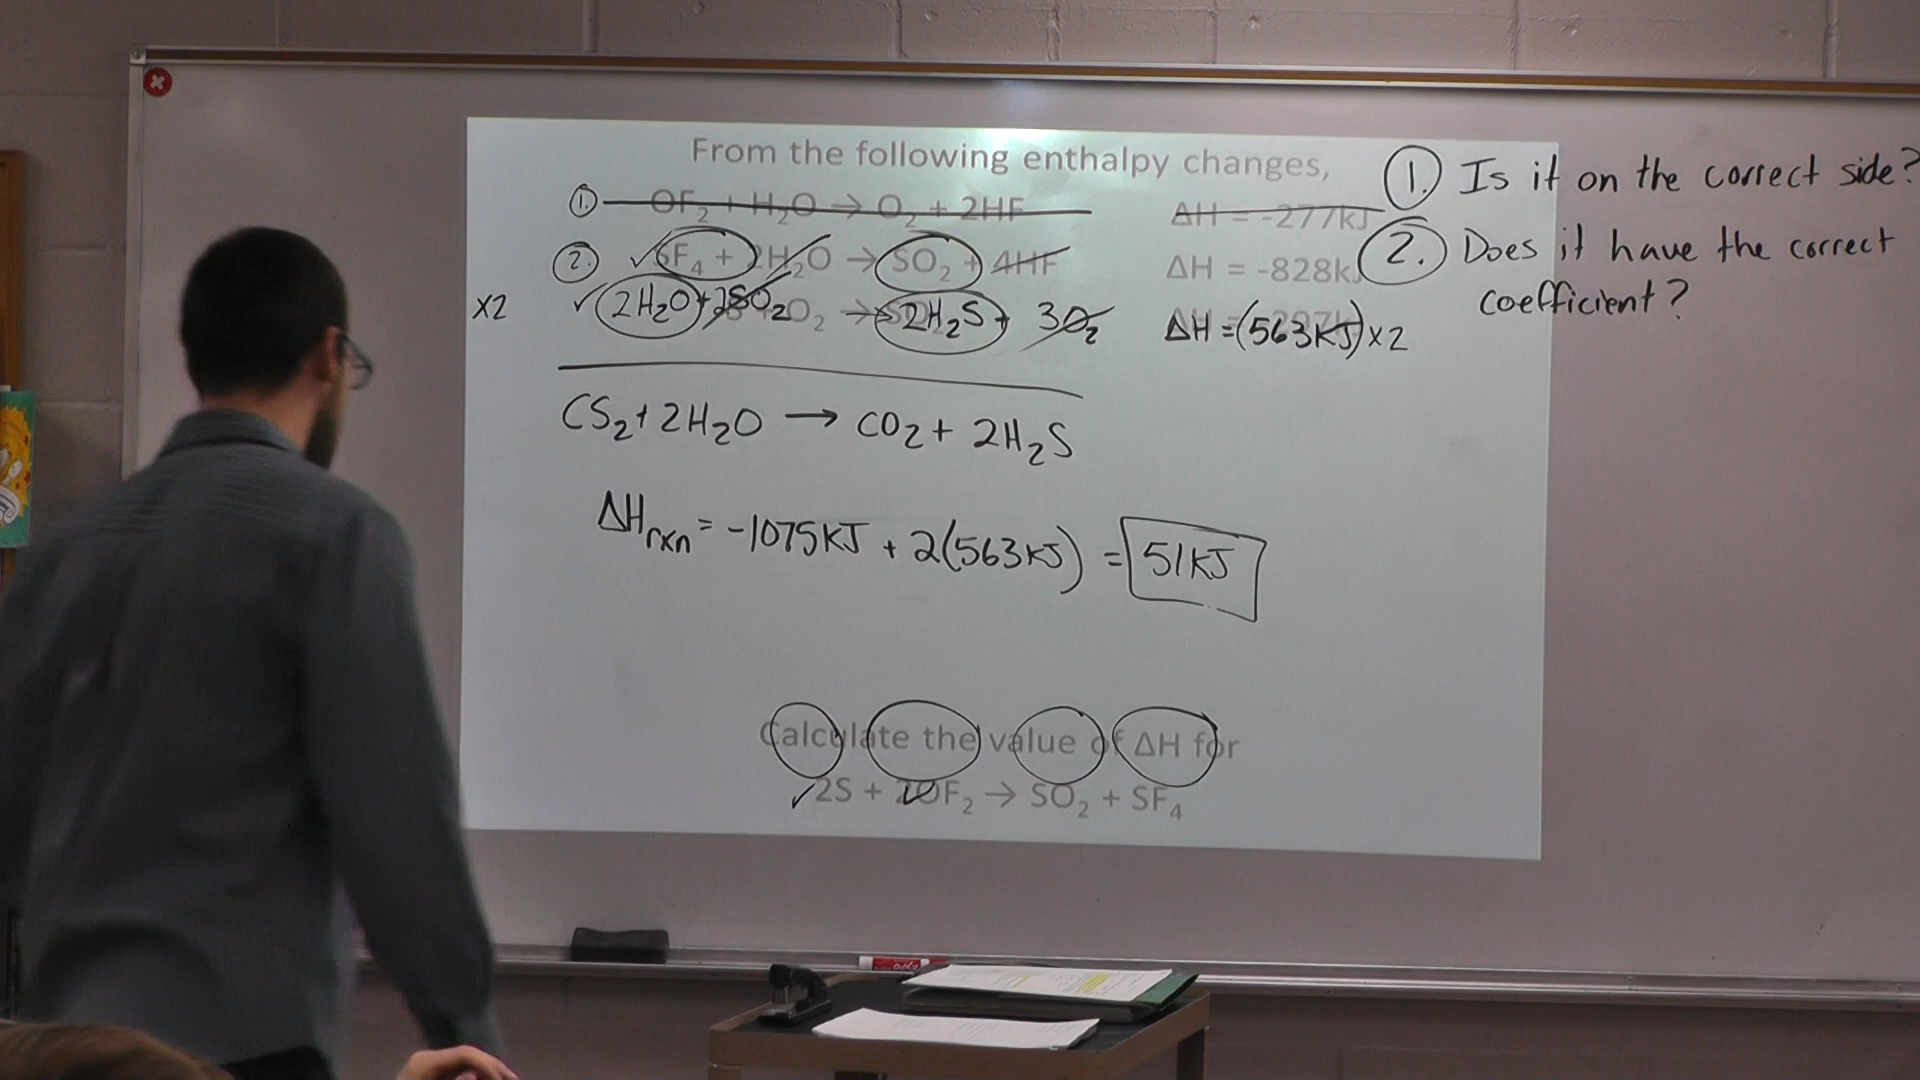 From the following enthalpy changes,
1. OF2 + H2O → O2 + 2HF ΔH = -277kJ
2. SF4 + 2H2O → SO2 + 4HF ΔH = -828kJ
x2 2H2O + 2SO2 → 2H2S + 3O2 ΔH = (563kJ)x2
CS2 + 2H2O → CO2 + 2H2S
ΔHrxn = -1075kJ + 2(563kJ) = 51kJ
Calculate the value of ΔH for
2S + 2OF2 → SO2 + SF4
1. Is it on the correct side?
2. Does it have the correct
coefficient?